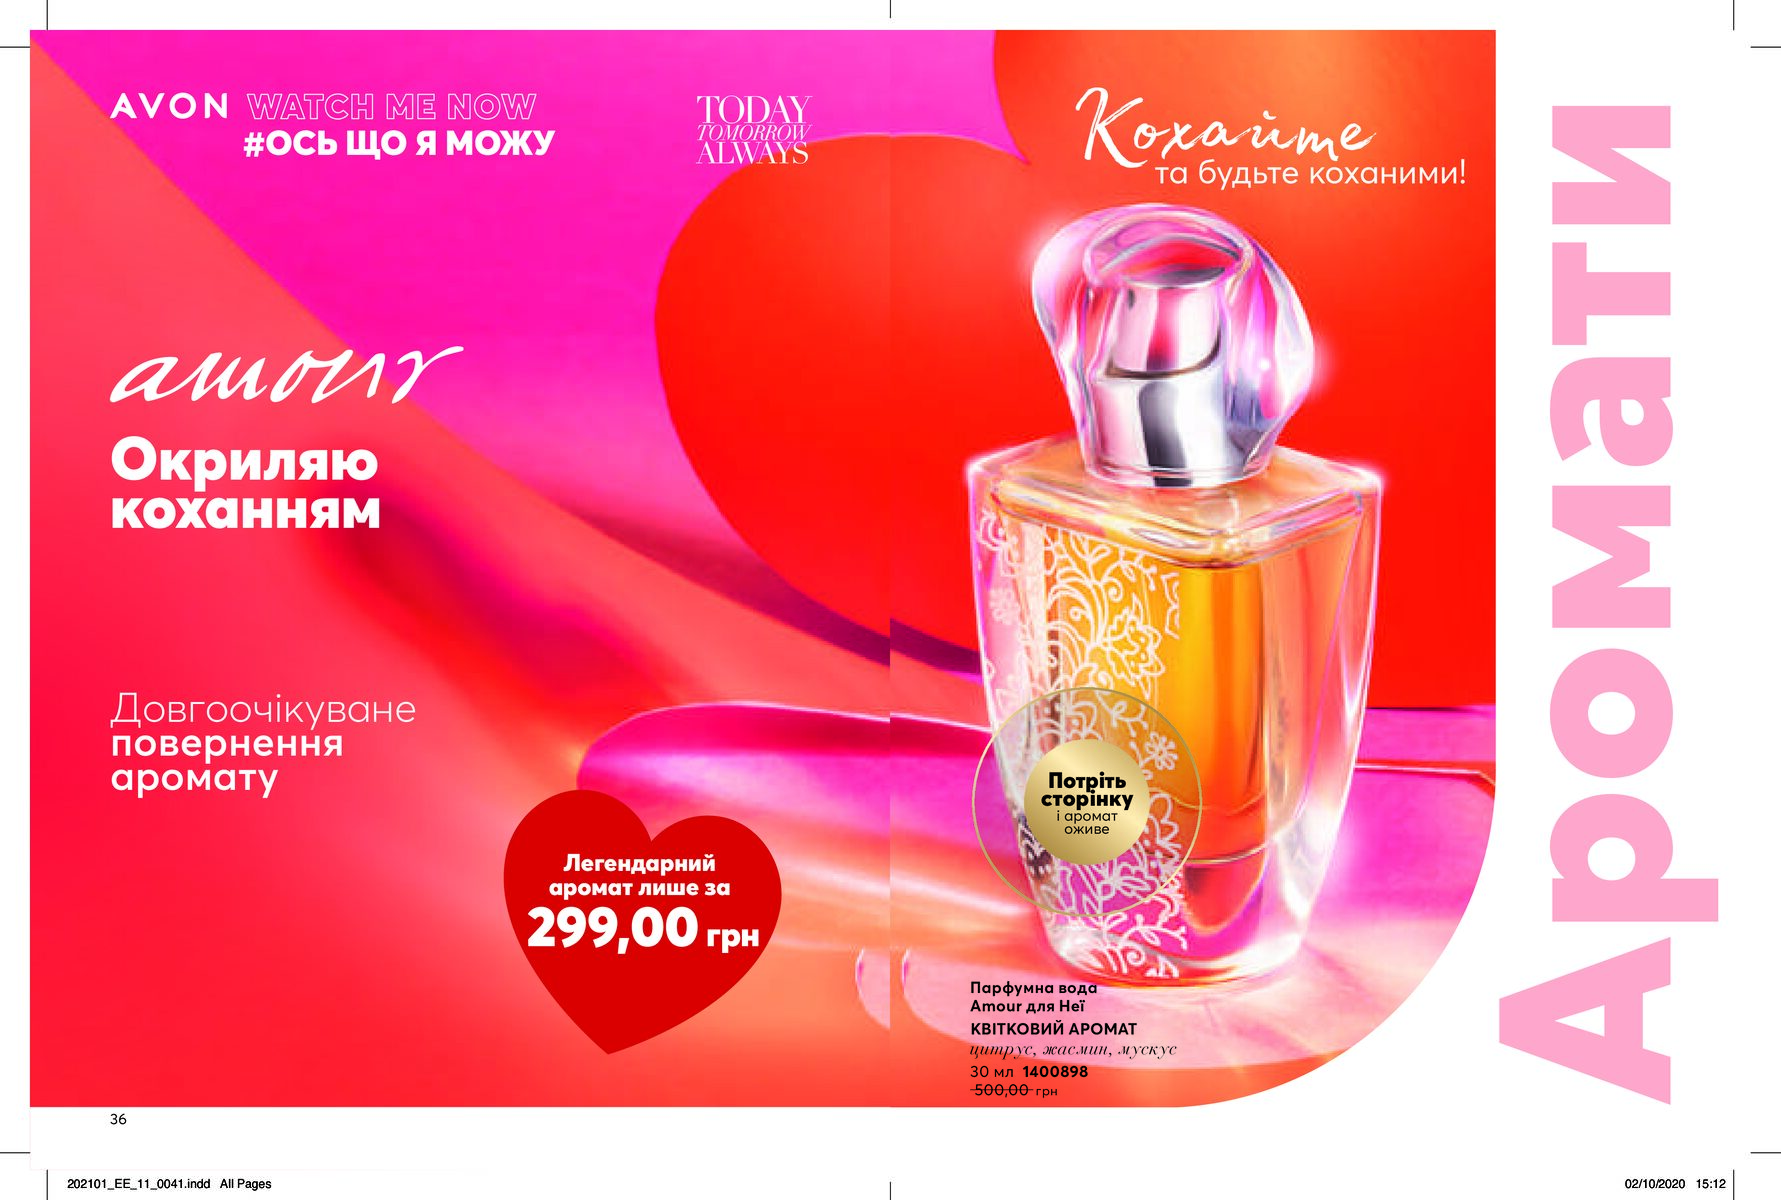 AVON WATCH ME NOW
#ОСЬ ЩО Я МОЖУ
TODAY
TOMORROW
ALWAYS
Кохайте
та будьте коханими!
amour
Окриляю
коханням
Довгоочікуване
повернення
аромату
Легендарний
аромат лише за
299,00 грн
Потріть
сторінку
і аромат
оживе
Парфумна вода
Amour для Неї
КВІТКОВИЙ АРОМАТ
цитрус, жасмин, мускус
30 мл 1400898
500,00 грн
Аромати
36
202101_EE_11_0041.indd All Pages
02/10/2020 15:12